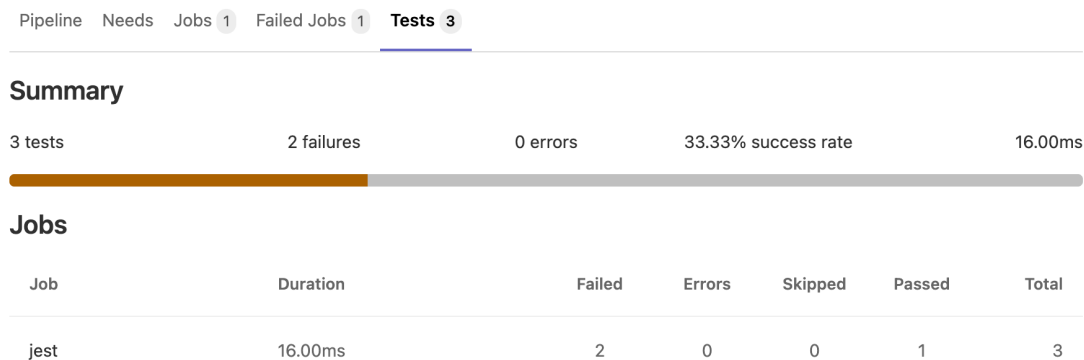 Pipeline Needs Jobs 1 Failed Jobs 1 Tests 3
Summary
3 tests 2 failures 0 errors 33.33% success rate 16.00ms
Jobs
Job Duration Failed Errors Skipped Passed Total
jest 16.00ms 2 0 0 1 3